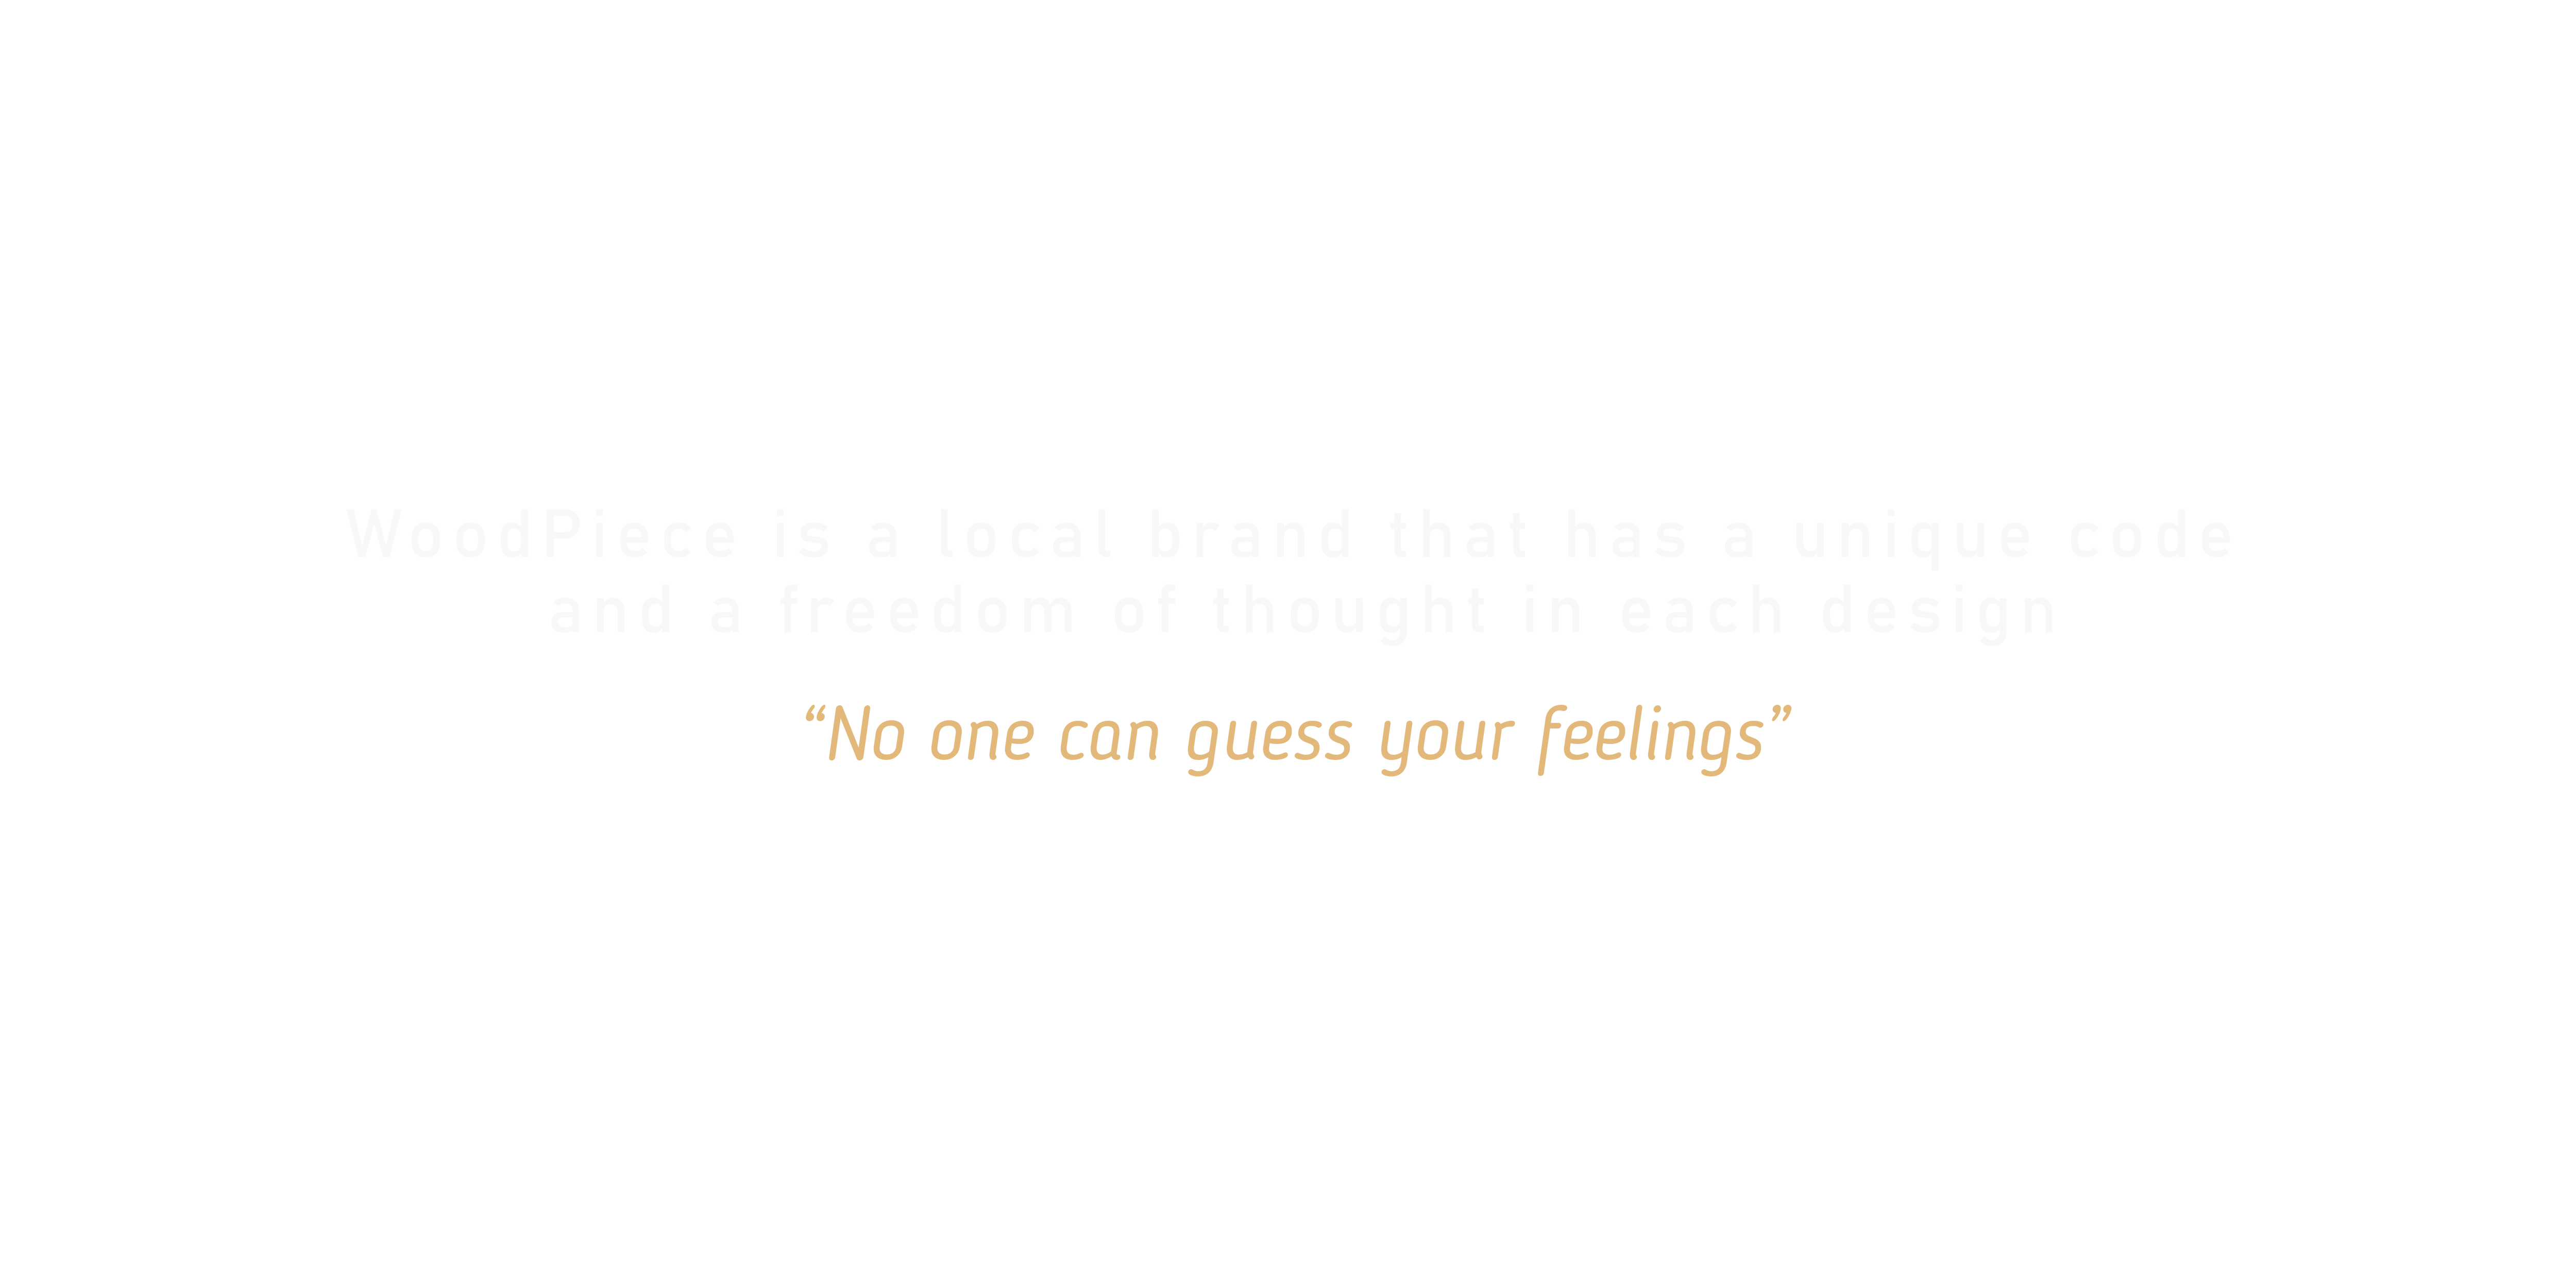 WoodPiece is a local brand that has a unique code
and a freedom of thought in each design
“No one can guess your feelings”